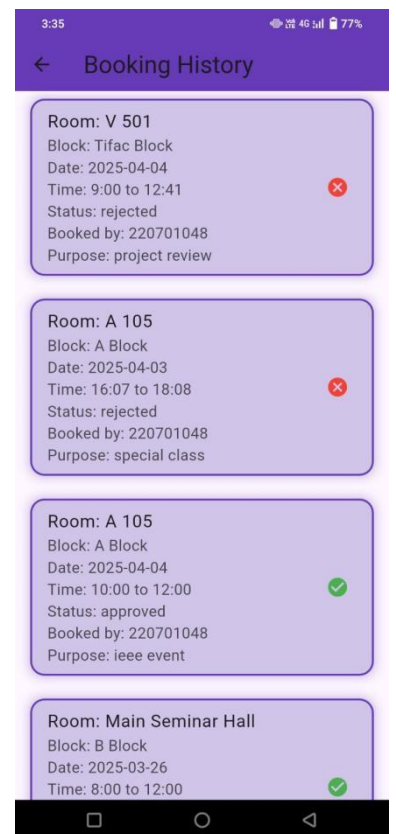 3:35
4G 77%
Booking History
Room: V 501
Block: Tifac Block
Date: 2025-04-04
Time: 9:00 to 12:41
Status: rejected
Booked by: 220701048
Purpose: project review
Room: A 105
Block: A Block
Date: 2025-04-03
Time: 16:07 to 18:08
Status: rejected
Booked by: 220701048
Purpose: special class
Room: A 105
Block: A Block
Date: 2025-04-04
Time: 10:00 to 12:00
Status: approved
Booked by: 220701048
Purpose: ieee event
Room: Main Seminar Hall
Block: B Block
Date: 2025-03-26
Time: 8:00 to 12:00